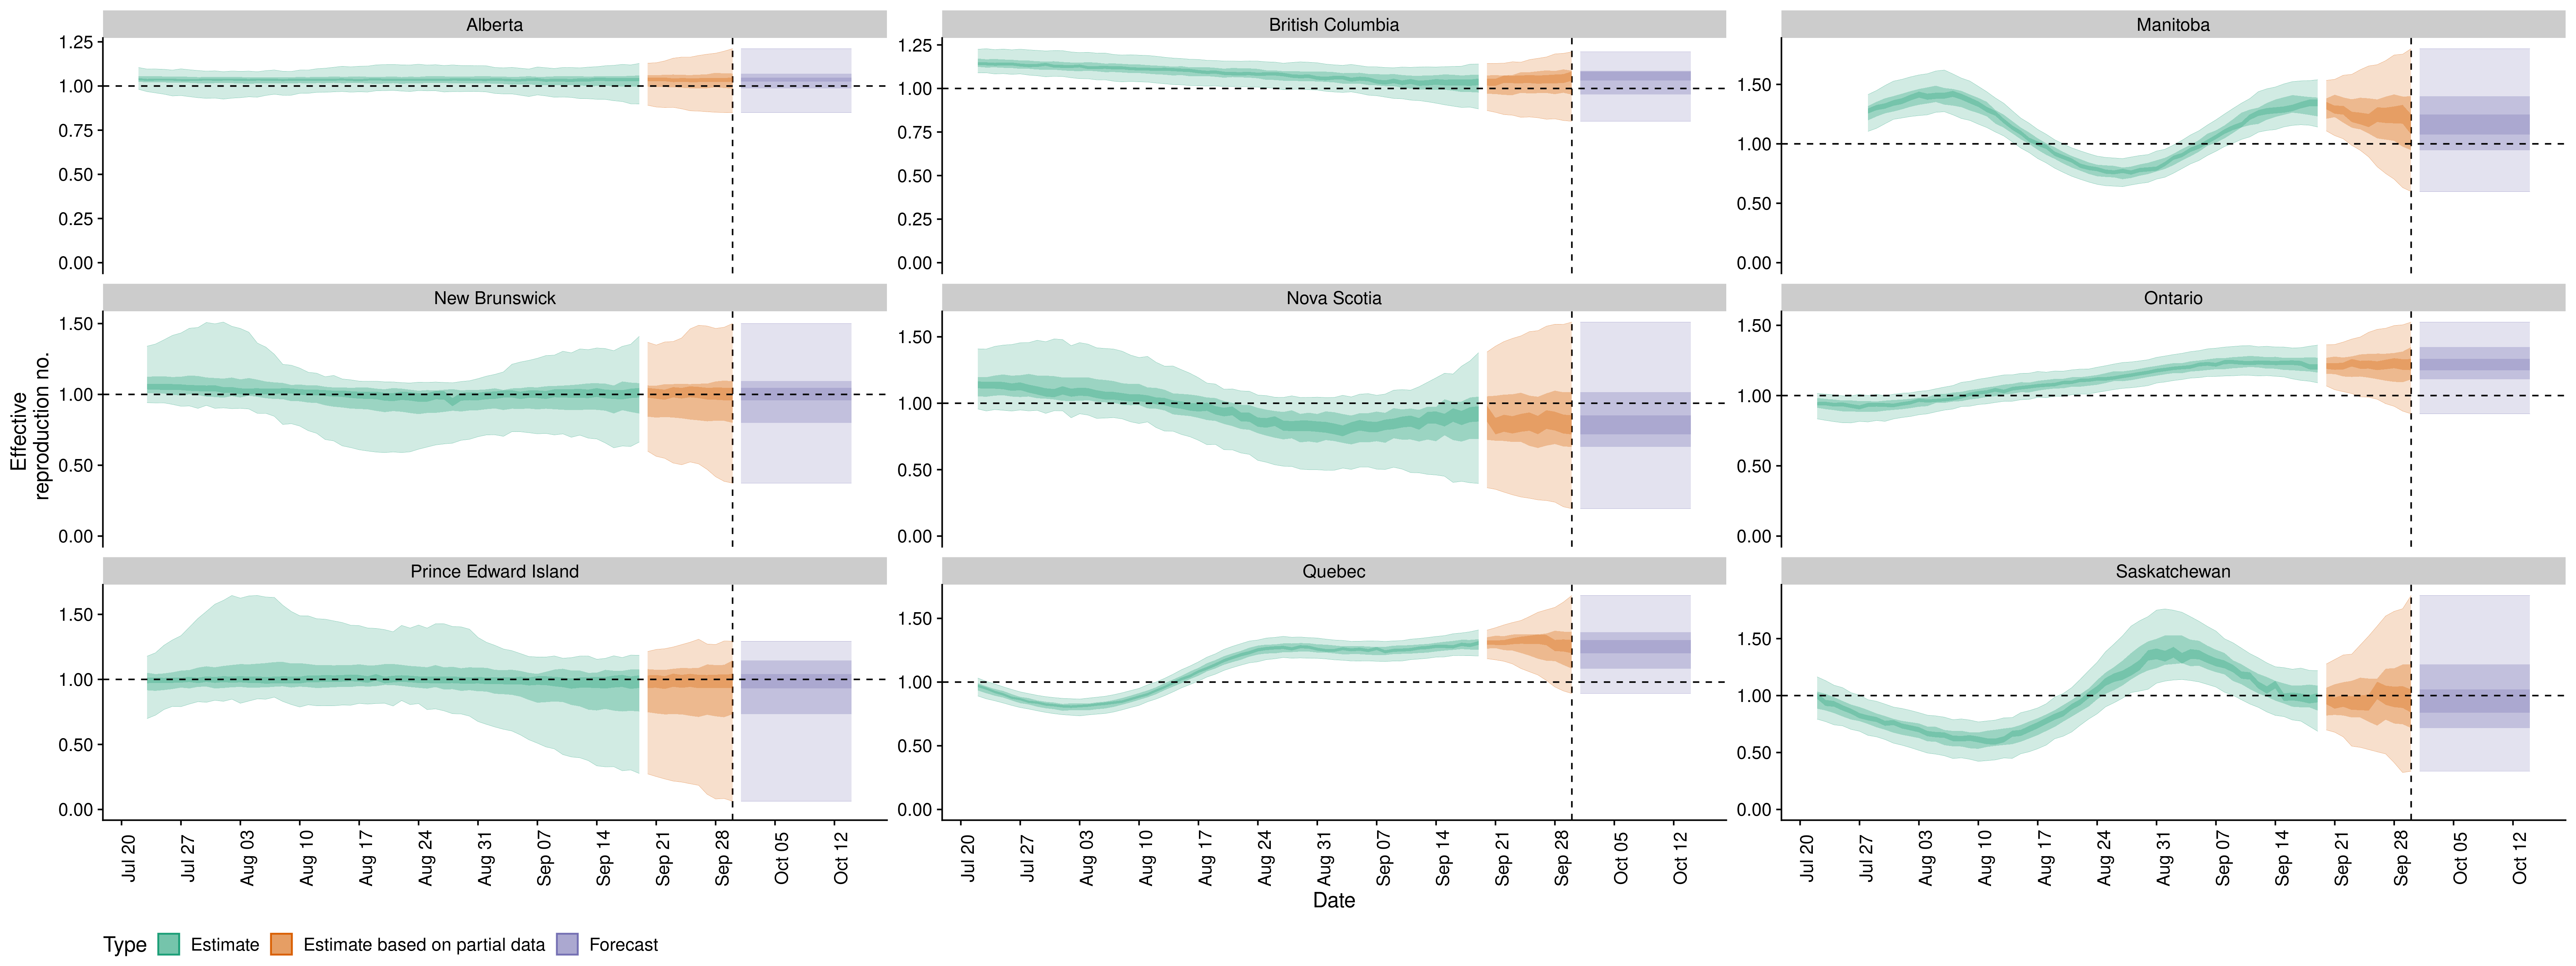 Alberta
British Columbia
Manitoba
1.25
1.00
0.75
0.50
0.25
0.00
1.25
1.00
0.75
0.50
0.25
0.00
1.50
1.00
0.50
0.00
New Brunswick
Nova Scotia
Ontario
1.50
1.00
0.50
0.00
1.50
1.00
0.50
0.00
1.50
1.00
0.50
0.00
Effective
reproduction no.
Prince Edward Island
Quebec
Saskatchewan
1.50
1.00
0.50
0.00
1.50
1.00
0.50
0.00
1.50
1.00
0.50
0.00
Jul 20 Jul 27 Aug 03 Aug 10 Aug 17 Aug 24 Aug 31 Sep 07 Sep 14 Sep 21 Sep 28 Oct 05 Oct 12
Jul 20 Jul 27 Aug 03 Aug 10 Aug 17 Aug 24 Aug 31 Sep 07 Sep 14 Sep 21 Sep 28 Oct 05 Oct 12
Jul 20 Jul 27 Aug 03 Aug 10 Aug 17 Aug 24 Aug 31 Sep 07 Sep 14 Sep 21 Sep 28 Oct 05 Oct 12
Date
Type Estimate Estimate based on partial data Forecast